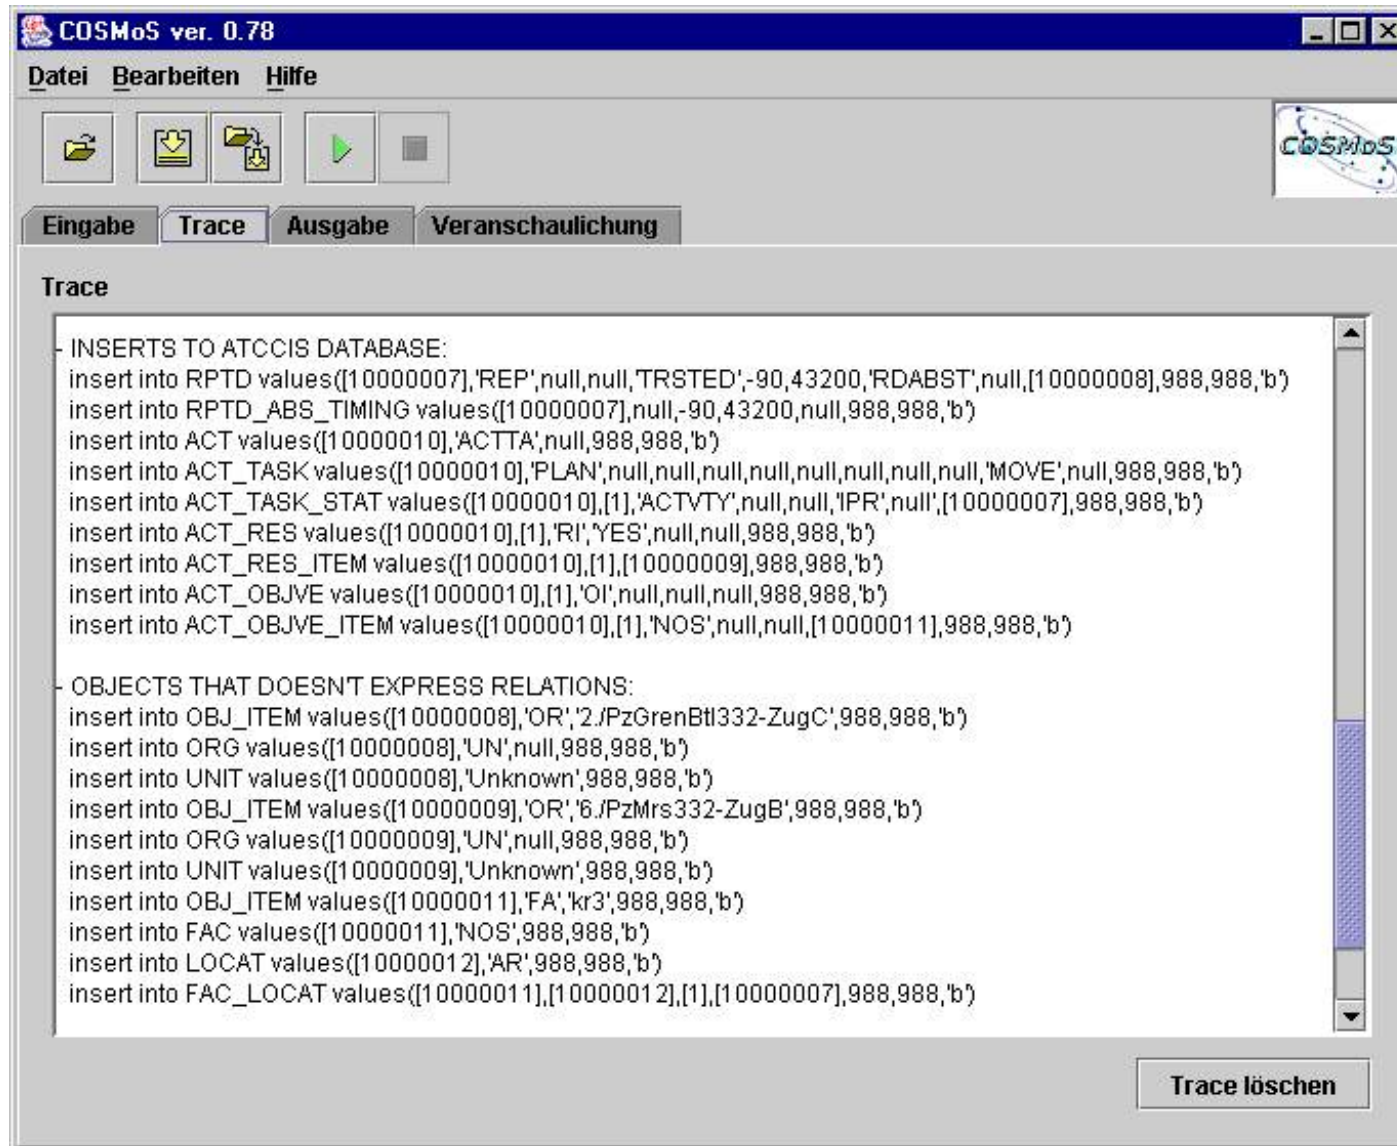 COSMoS ver. 0.78
Datei Bearbeiten Hilfe
COSMoS
Eingabe Trace Ausgabe Veranschaulichung
Trace
- INSERTS TO ATCCIS DATABASE:
insert into RPTD values([10000007],'REP',null,null,'TRSTED',-90,43200,'RDABST',null,[10000008],988,988,'b')
insert into RPTD_ABS_TIMING values([10000007],null,-90,43200,null,988,988,'b')
insert into ACT values([10000010],'ACTTA',null,988,988,'b')
insert into ACT_TASK values([10000010],'PLAN',null,null,null,null,null,null,null,null,'MOVE',null,988,988,'b')
insert into ACT_TASK_STAT values([10000010],[1],'ACTVTY',null,null,'IPR',null',[10000007],988,988,'b')
insert into ACT_RES values([10000010],[1],'RI','YES',null,null,988,988,'b')
insert into ACT_RES_ITEM values([10000010],[1],[10000009],988,988,'b')
insert into ACT_OBJVE values([10000010],[1],'OI',null,null,null,988,988,'b')
insert into ACT_OBJVE_ITEM values([10000010],[1],'NOS',null,null,[10000011],988,988,'b')
- OBJECTS THAT DOESN'T EXPRESS RELATIONS:
insert into OBJ_ITEM values([10000008],'OR','2./PzGrenBtl332-ZugC',988,988,'b')
insert into ORG values([10000008],'UN',null,988,988,'b')
insert into UNIT values([10000008],'Unknown',988,988,'b')
insert into OBJ_ITEM values([10000009],'OR','6./PzMrs332-ZugB',988,988,'b')
insert into ORG values([10000009],'UN',null,988,988,'b')
insert into UNIT values([10000009],'Unknown',988,988,'b')
insert into OBJ_ITEM values([10000011],'FA','kr3',988,988,'b')
insert into FAC values([10000011],'NOS',988,988,'b')
insert into LOCAT values([10000012],'AR',988,988,'b')
insert into FAC_LOCAT values([10000011],[10000012],[1],[10000007],988,988,'b')
Trace löschen